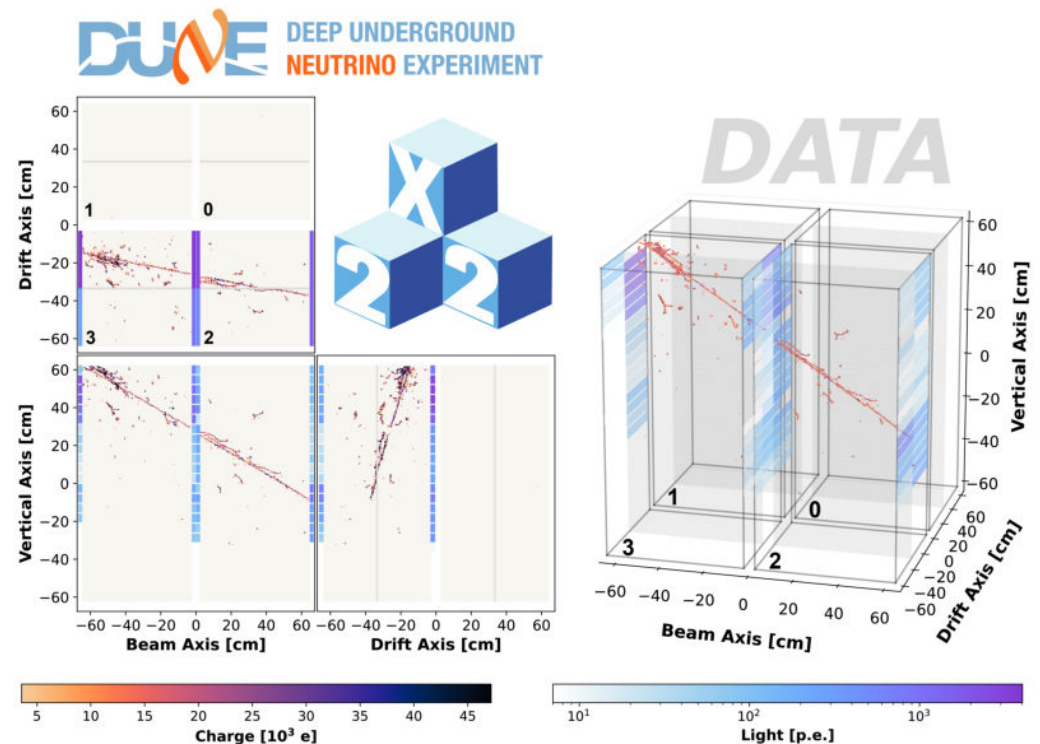 DUNE DEEP UNDERGROUND
NEUTRINO EXPERIMENT
DATA
Drift Axis [cm]
60
40
20
0
−20
−40
−60
1
0
3
2
X
2
2
Vertical Axis [cm]
60
40
20
0
−20
−40
−60
−60 −40 −20 0 20 40 60
Beam Axis [cm]
−60 −40 −20 0 20 40 60
Drift Axis [cm]
60
40
20
0
−20
−40
−60
Vertical Axis [cm]
1
0
3
2
60
40
20
0
−20
−40
−60
Drift Axis [cm]
−60 −40 −20 0 20 40 60
Beam Axis [cm]
5 10 15 20 25 30 35 40 45
Charge [10³ e]
10¹ 10² 10³
Light [p.e.]